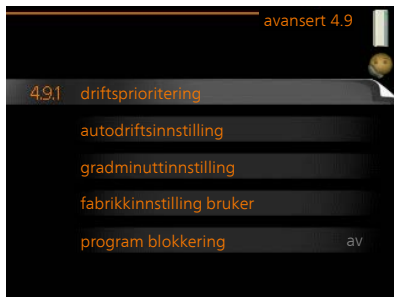 avansert 4.9
4.9.1 driftsprioritering
autodriftsinnstilling
gradminuttinnstilling
fabrikkinnstilling bruker
program blokkering av